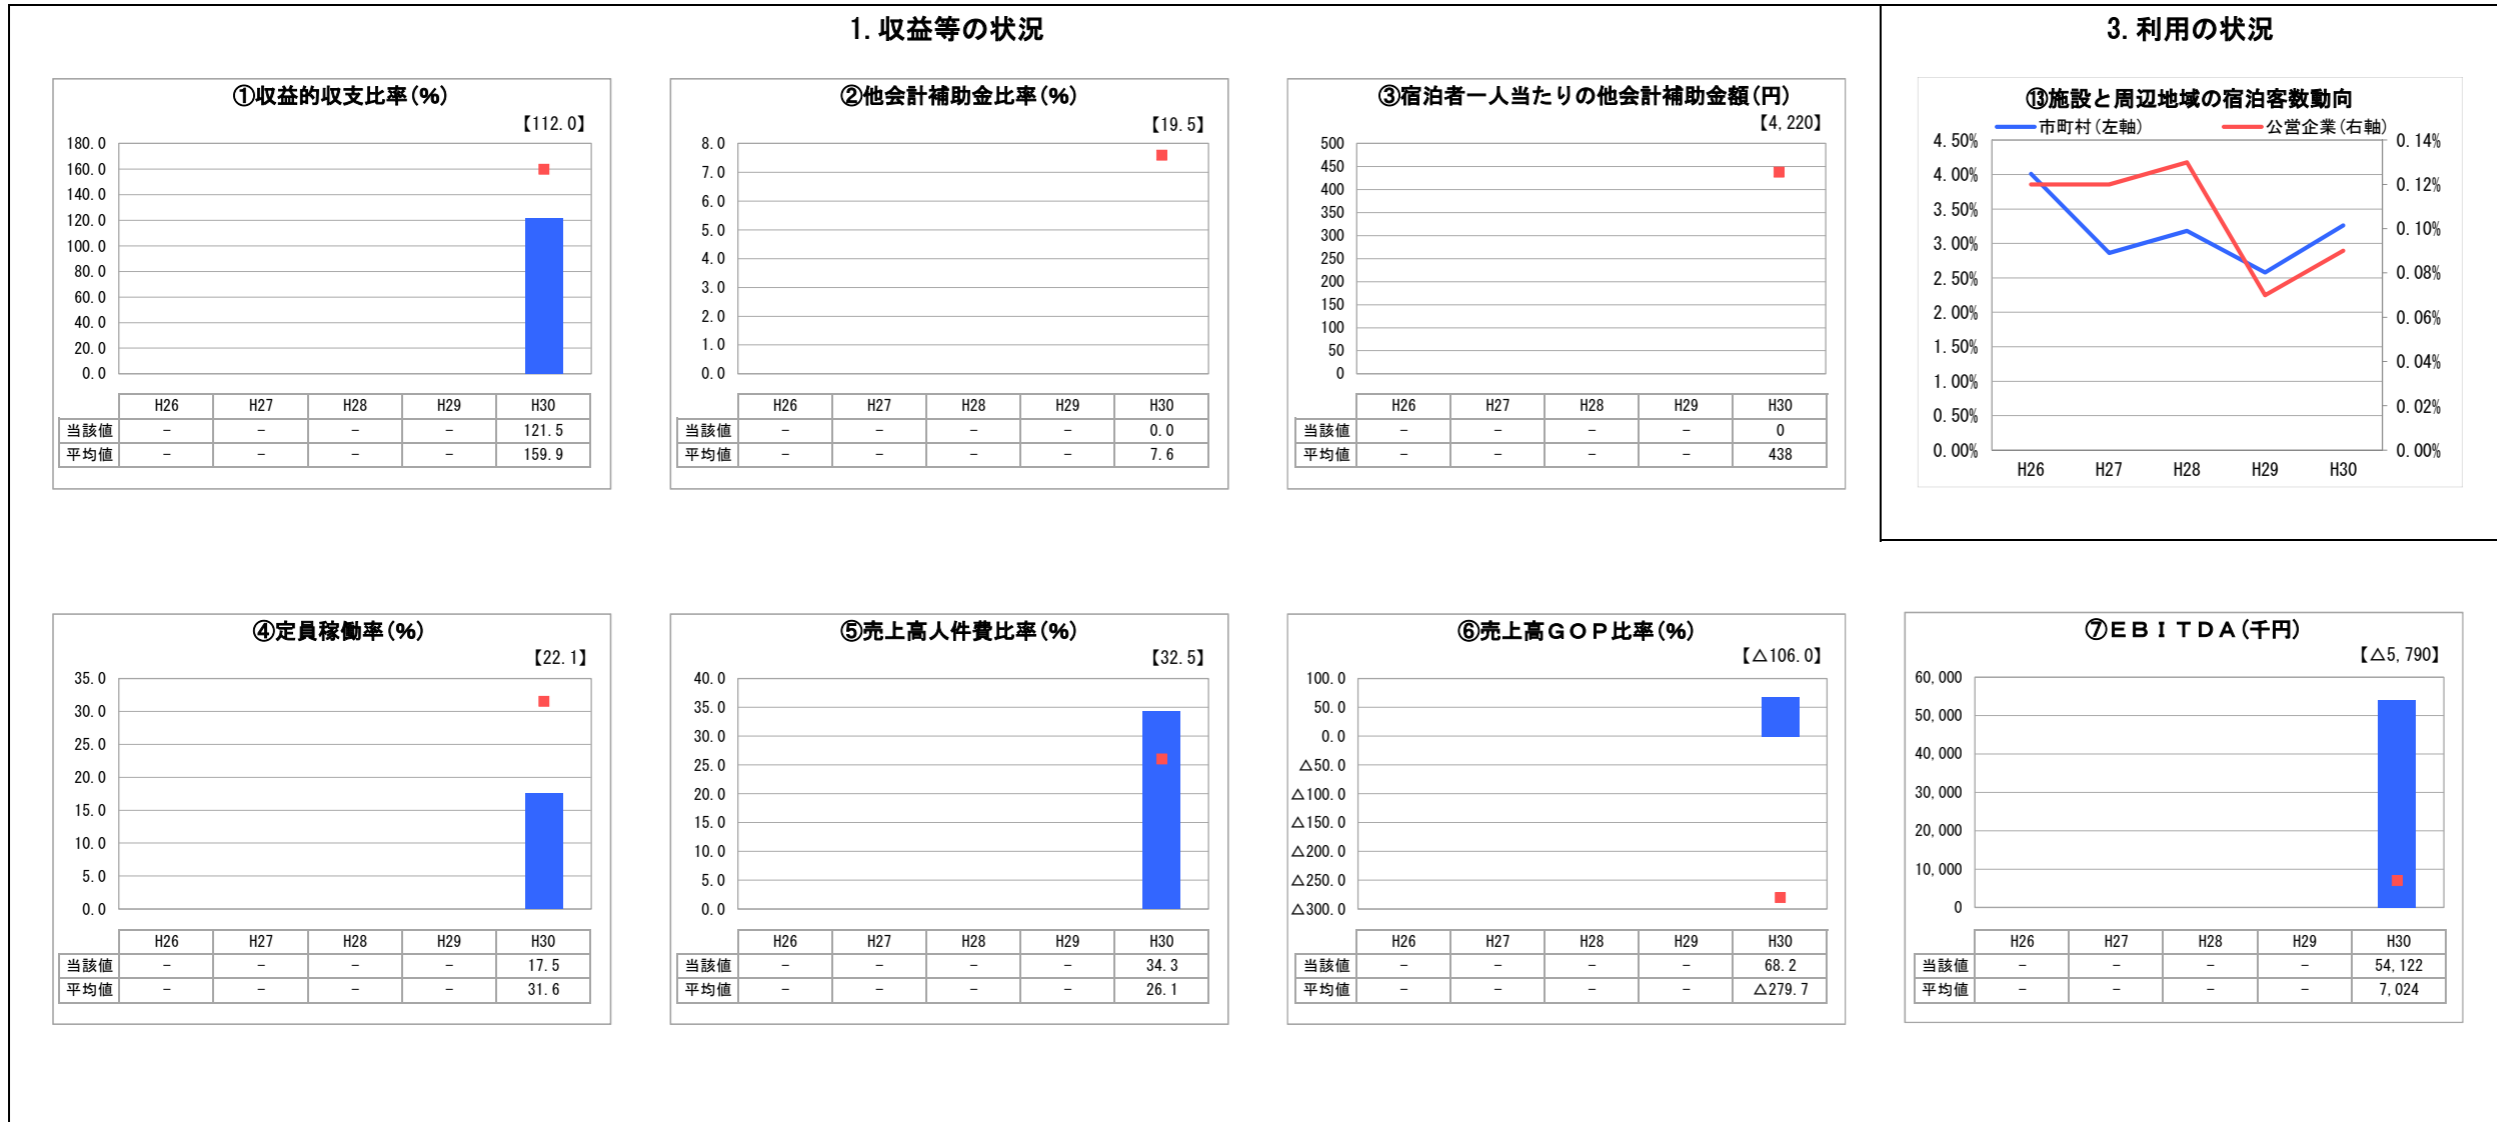 1.収益等の状況
3.利用の状況
①収益的収支比率(%)
【112.0】
180.0
160.0
140.0
120.0
100.0
80.0
60.0
40.0
20.0
0.0
H26 H27 H28 H29 H30
当該値 － － － － 121.5
平均値 － － － － 159.9
②他会計補助金比率(%)
【19.5】
8.0
7.0
6.0
5.0
4.0
3.0
2.0
1.0
0.0
H26 H27 H28 H29 H30
当該値 － － － － 0.0
平均値 － － － － 7.6
③宿泊者一人当たりの他会計補助金額(円)
【4,220】
500
450
400
350
300
250
200
150
100
50
0
H26 H27 H28 H29 H30
当該値 － － － － 0
平均値 － － － － 438
⑬施設と周辺地域の宿泊客数動向
市町村(左軸) 公営企業(右軸)
4.50%
4.00%
3.50%
3.00%
2.50%
2.00%
1.50%
1.00%
0.50%
0.00%
0.14%
0.12%
0.10%
0.08%
0.06%
0.04%
0.02%
0.00%
H26 H27 H28 H29 H30
④定員稼働率(%)
【22.1】
35.0
30.0
25.0
20.0
15.0
10.0
5.0
0.0
H26 H27 H28 H29 H30
当該値 － － － － 17.5
平均値 － － － － 31.6
⑤売上高人件費比率(%)
【32.5】
40.0
35.0
30.0
25.0
20.0
15.0
10.0
5.0
0.0
H26 H27 H28 H29 H30
当該値 － － － － 34.3
平均値 － － － － 26.1
⑥売上高ＧＯＰ比率(%)
【△106.0】
100.0
50.0
0.0
△50.0
△100.0
△150.0
△200.0
△250.0
△300.0
H26 H27 H28 H29 H30
当該値 － － － － 68.2
平均値 － － － － △279.7
⑦ＥＢＩＴＤＡ(千円)
【△5,790】
60,000
50,000
40,000
30,000
20,000
10,000
0
H26 H27 H28 H29 H30
当該値 － － － － 54,122
平均値 － － － － 7,024